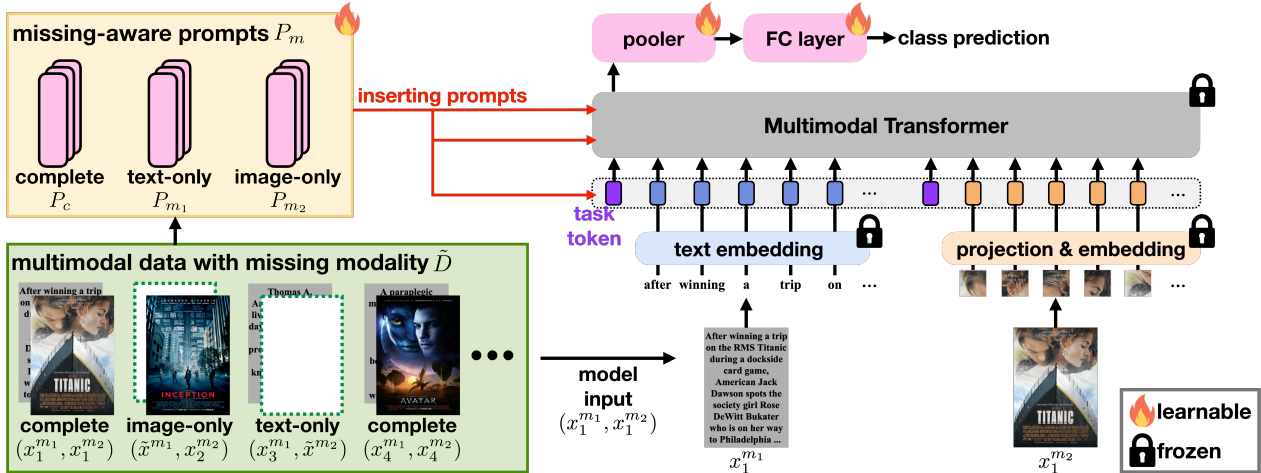 missing-aware prompts $P_m$
complete
$P_c$
text-only
$P_{m_1}$
image-only
$P_{m_2}$
inserting prompts
pooler
FC layer
class prediction
Multimodal Transformer
...
...
task
token
text embedding
projection & embedding
after winning a trip on ...
...
multimodal data with missing modality $\tilde{D}$
After winning a trip
TITANIC
complete
$(x_1^{m_1}, x_1^{m_2})$
INCEPTION
image-only
$(\tilde{x}^{m_1}, x_2^{m_2})$
Thomas A.
text-only
$(x_3^{m_1}, \tilde{x}^{m_2})$
A paraplegic
AVATAR
complete
$(x_4^{m_1}, x_4^{m_2})$
model
input
$(x_1^{m_1}, x_1^{m_2})$
After winning a trip
on the RMS Titanic
during a dockside
card game,
American Jack
Dawson spots the
society girl Rose
DeWitt Bukater
who is on her way
to Philadelphia ...
$x_1^{m_1}$
TITANIC
$x_1^{m_2}$
learnable
frozen